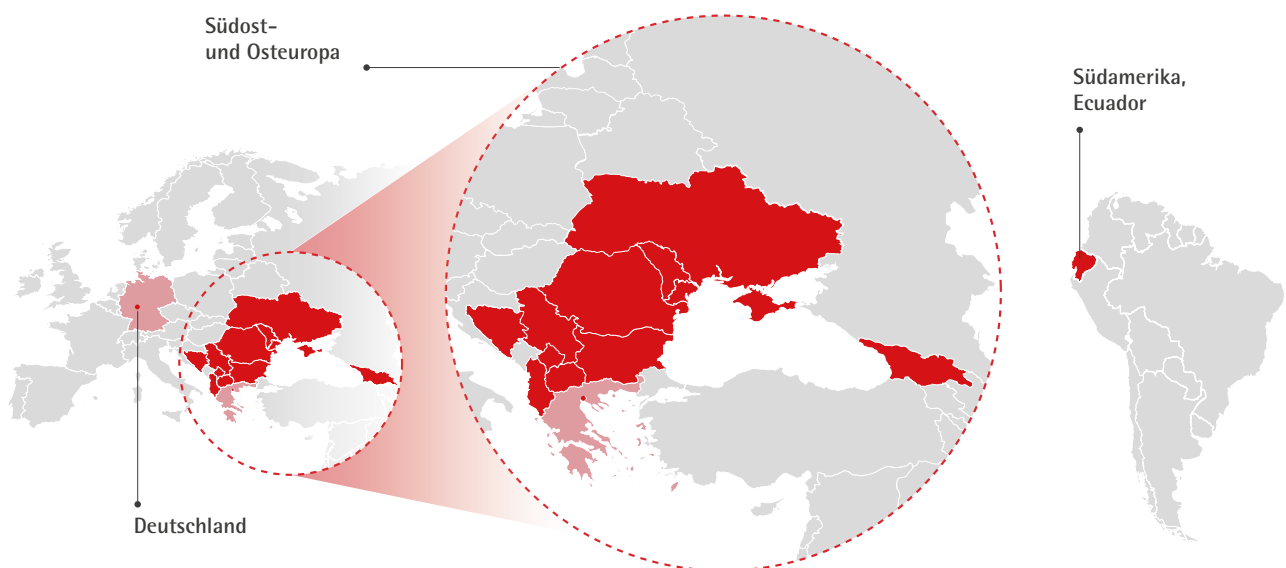 Südost-
und Osteuropa
Südamerika,
Ecuador
Deutschland